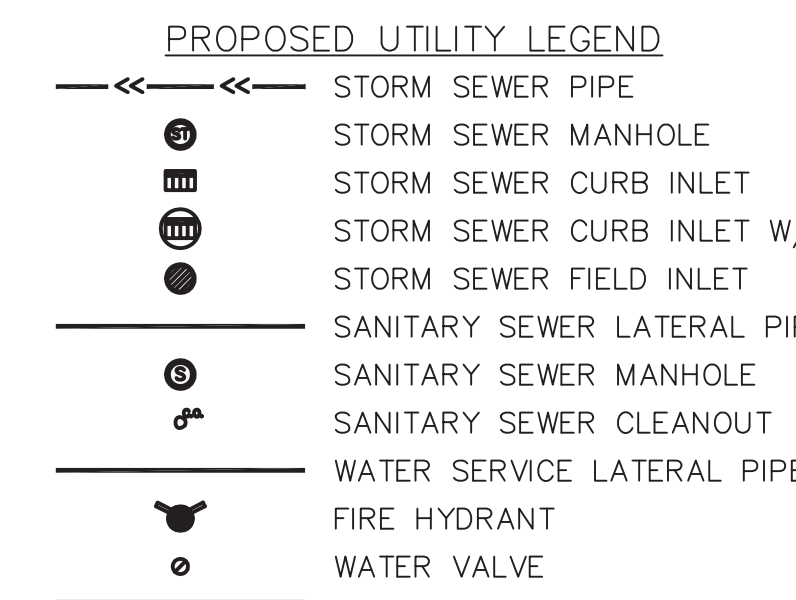 PROPOSED UTILITY LEGEND
<< << STORM SEWER PIPE
ST STORM SEWER MANHOLE
STORM SEWER CURB INLET
STORM SEWER CURB INLET W/
STORM SEWER FIELD INLET
SANITARY SEWER LATERAL
S SANITARY SEWER MANHOLE
c.o. SANITARY SEWER CLEANOUT
WATER SERVICE LATERAL PIPE
FIRE HYDRANT
WATER VALVE